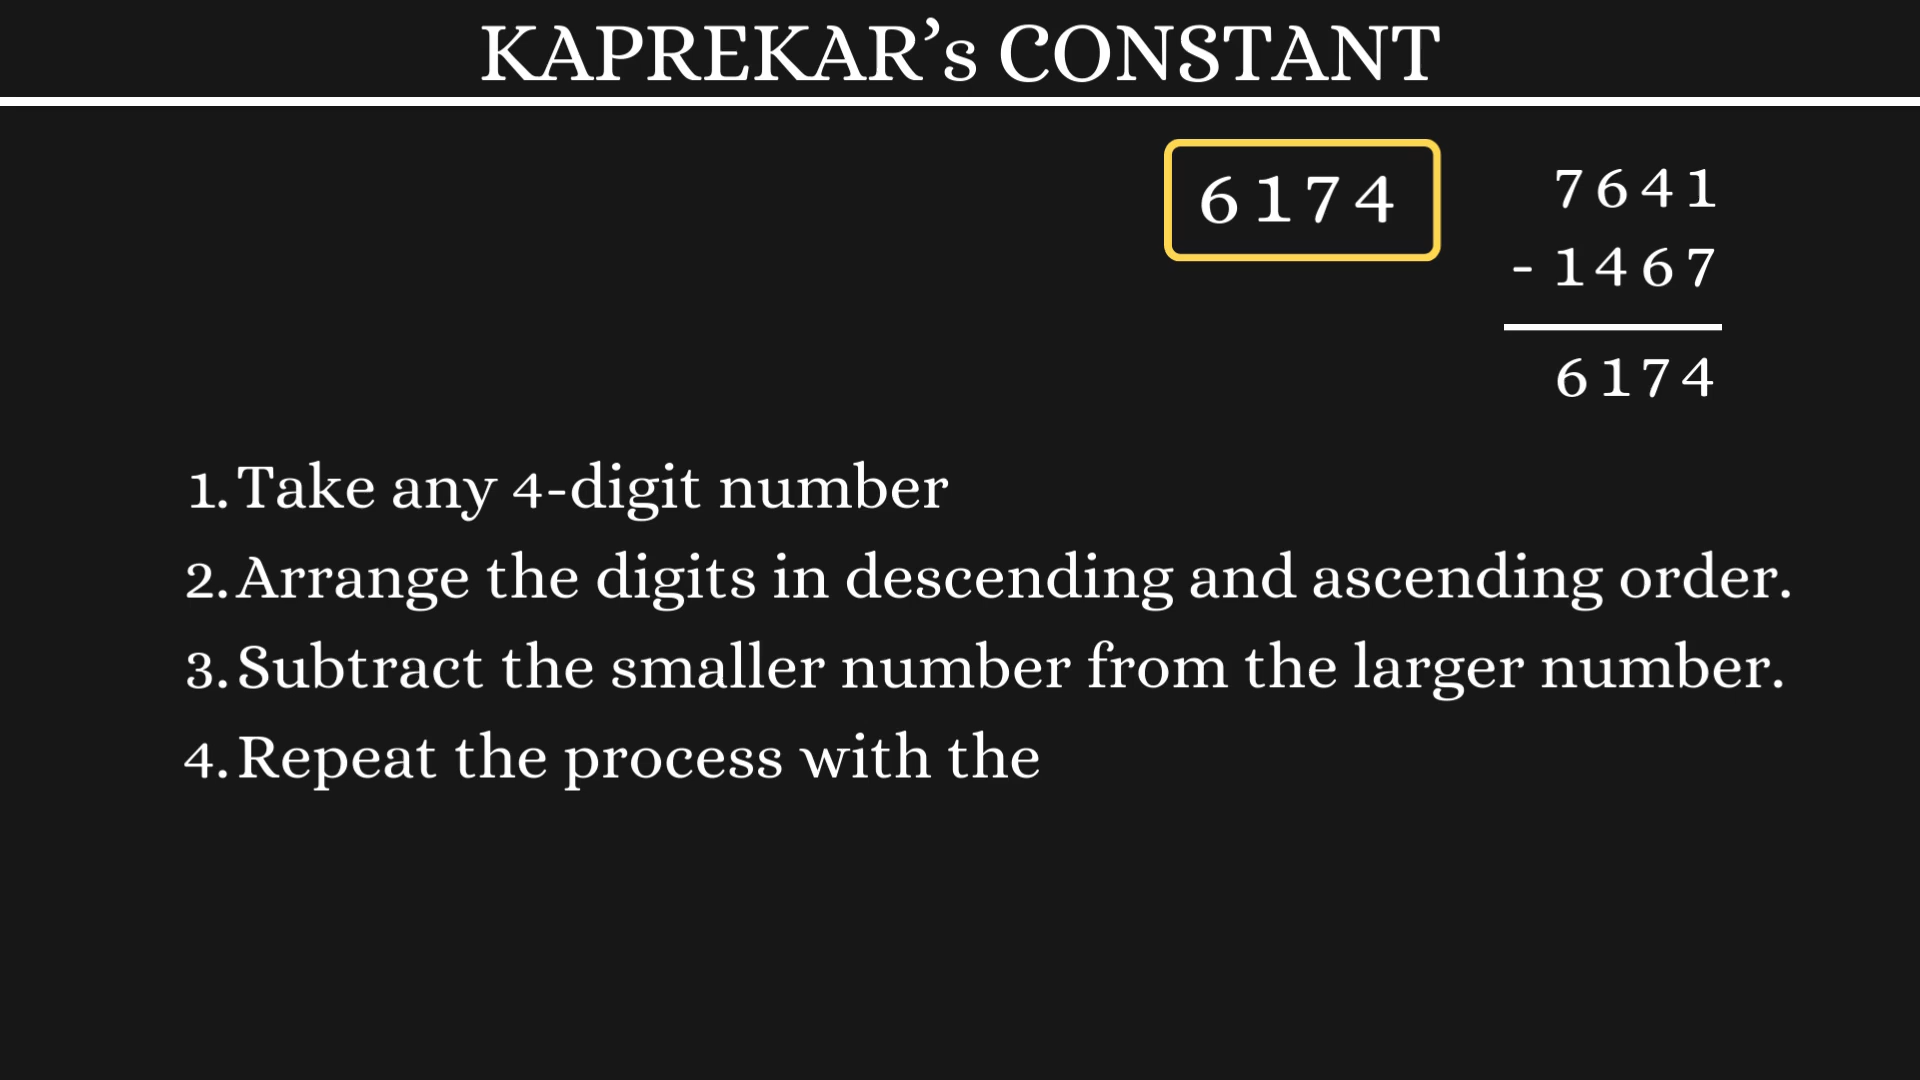 KAPREKAR’s CONSTANT
6174
7641
- 1467
6174
1. Take any 4-digit number
2. Arrange the digits in descending and ascending order.
3. Subtract the smaller number from the larger number.
4. Repeat the process with the